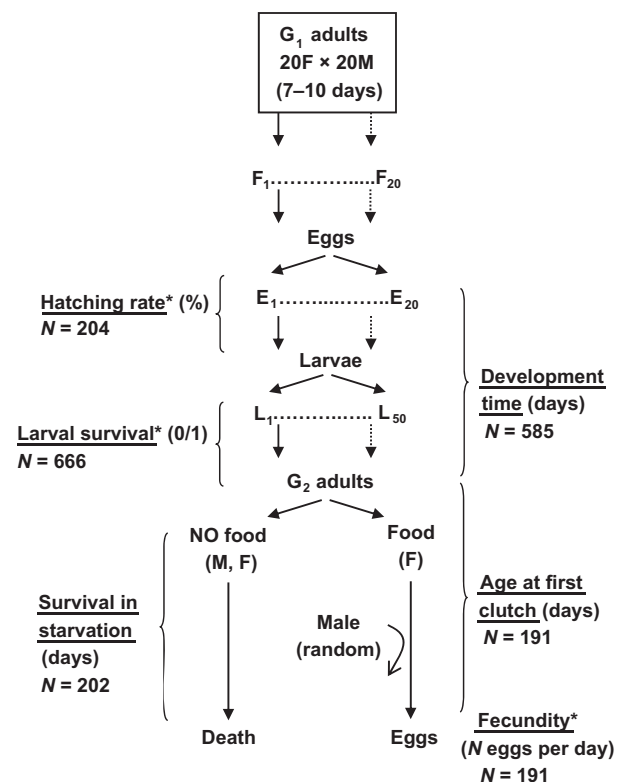 G1 adults
20F × 20M
(7–10 days)
F1...................F20
Eggs
Hatching rate* (%)
N = 204
E1...................E20
Larvae
Development
time (days)
N = 585
Larval survival* (0/1)
N = 666
L1................... L50
G2 adults
NO food
(M, F)
Food
(F)
Survival in
starvation
(days)
N = 202
Male
(random)
Age at first
clutch (days)
N = 191
Death
Eggs
Fecundity*
(N eggs per day)
N = 191